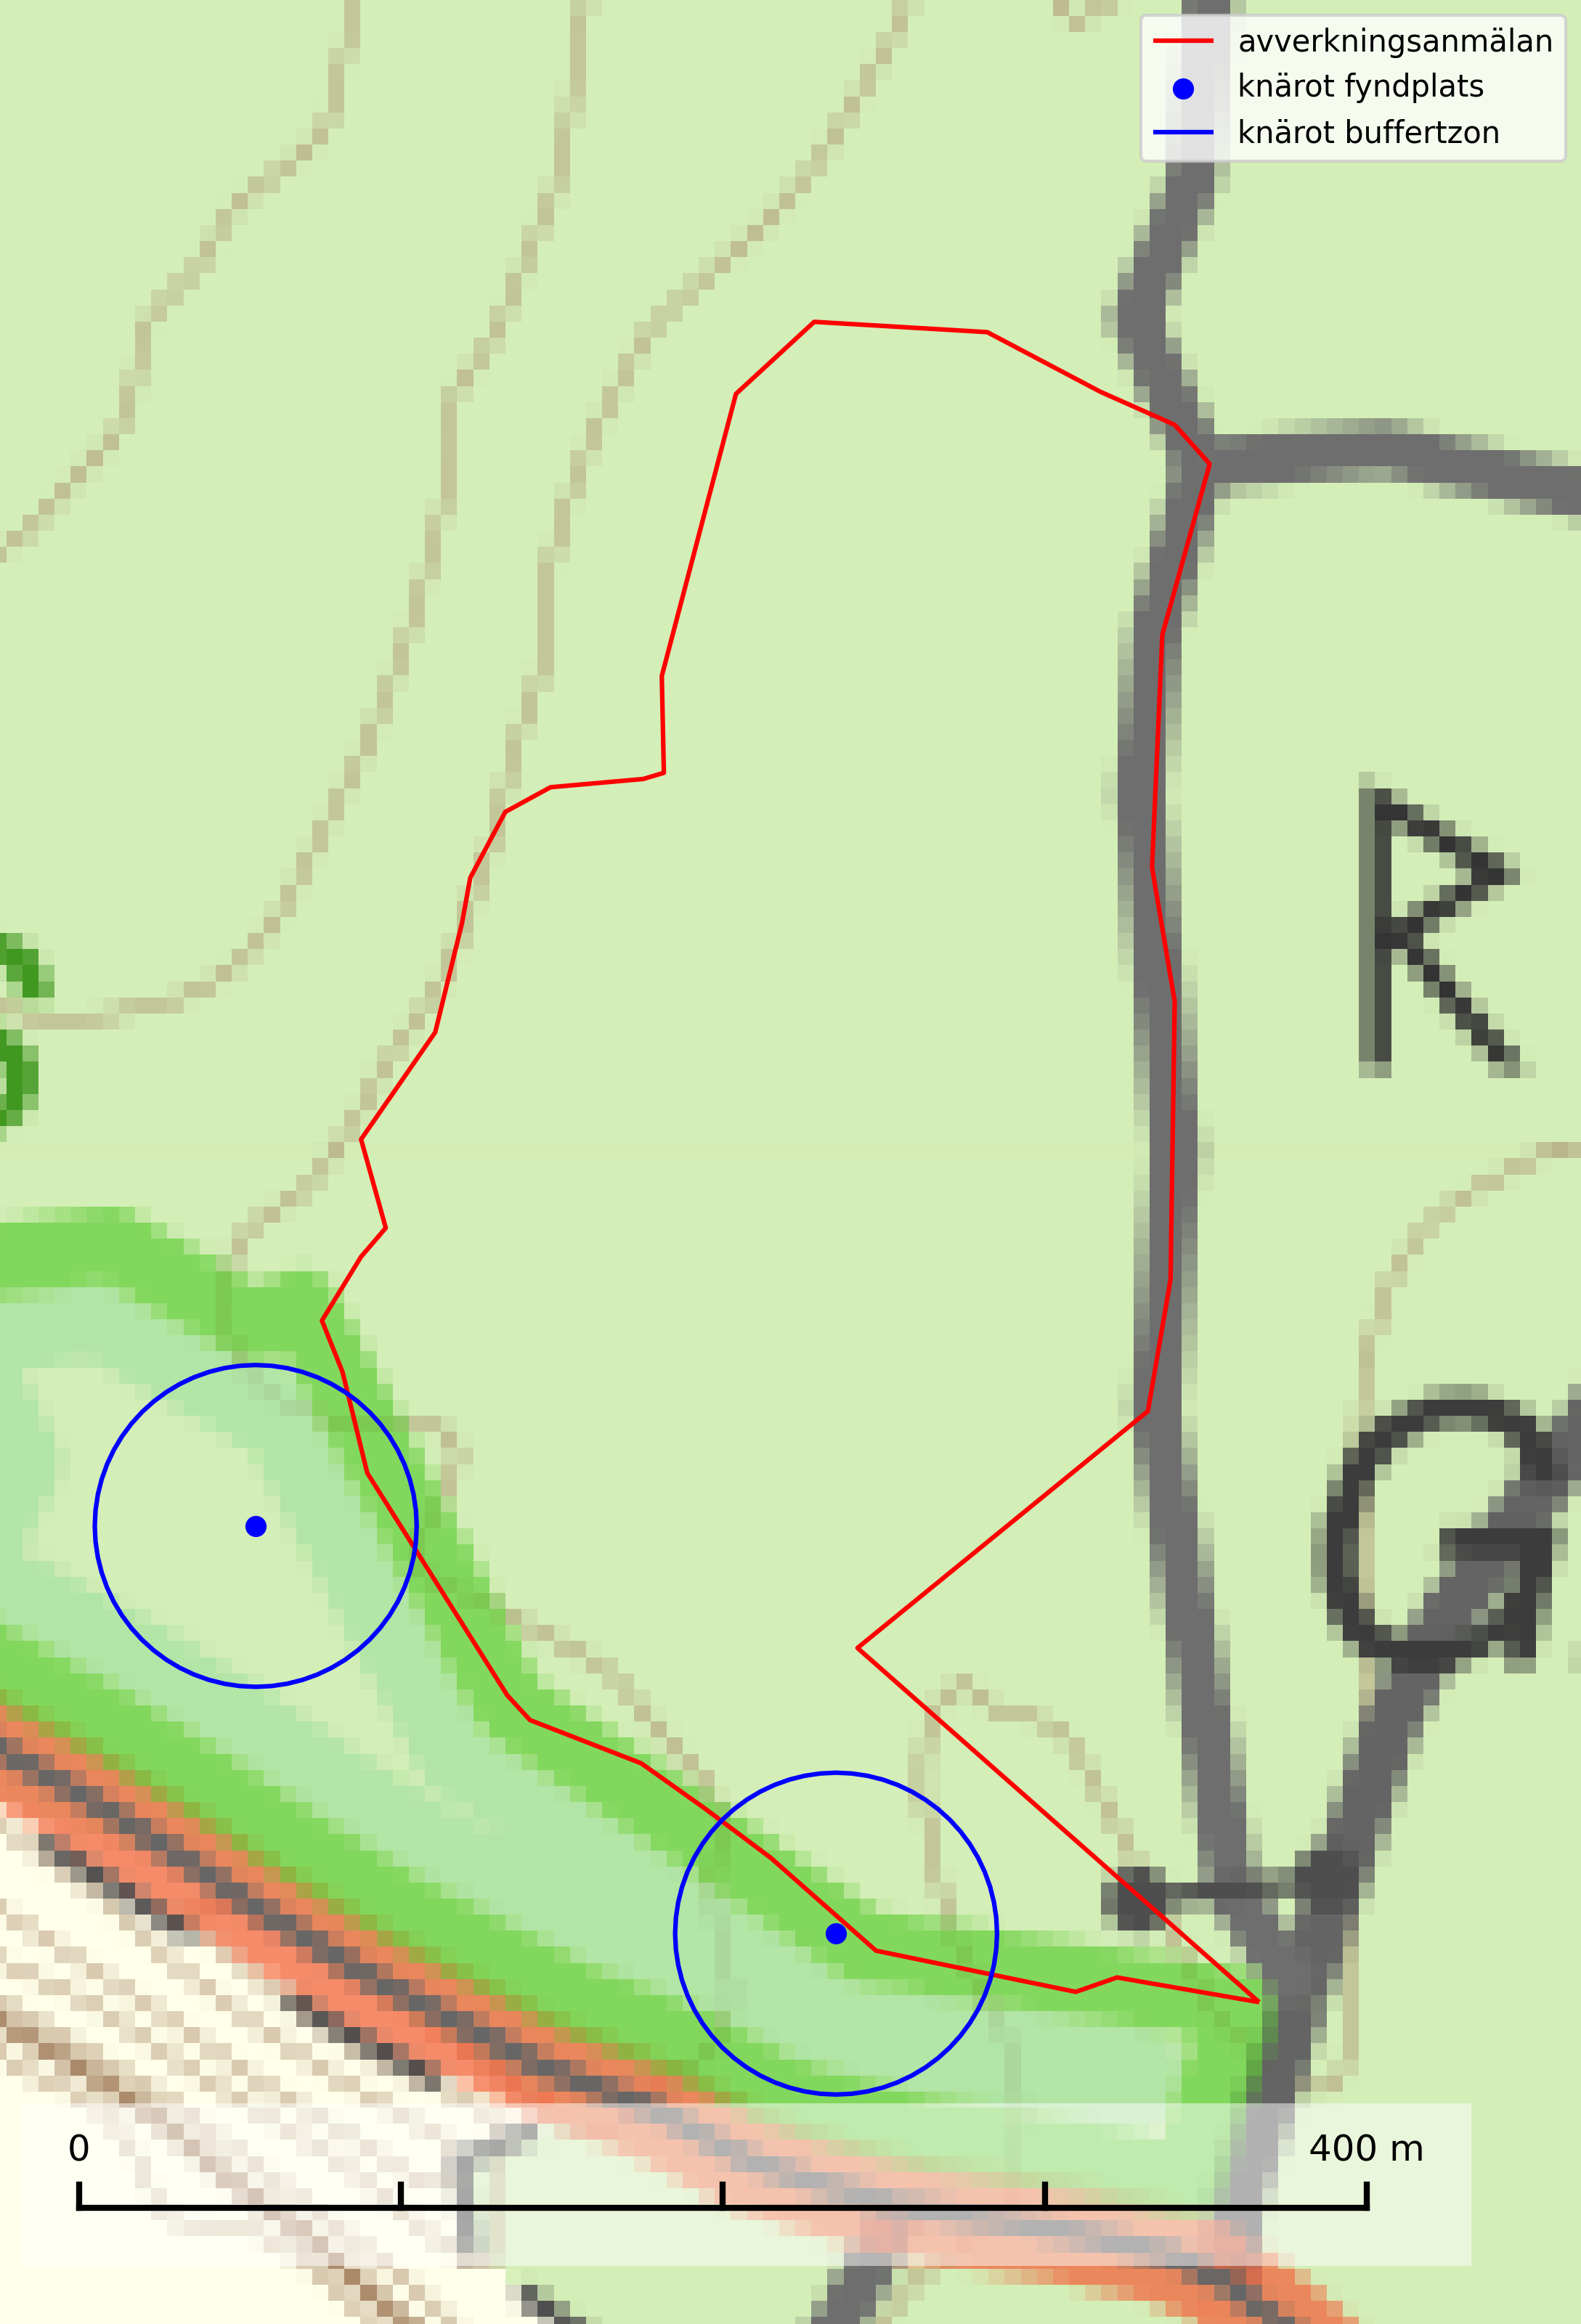 avverkningsanmälan
knärot fyndplats
knärot buffertzon
R
G
0 400 m